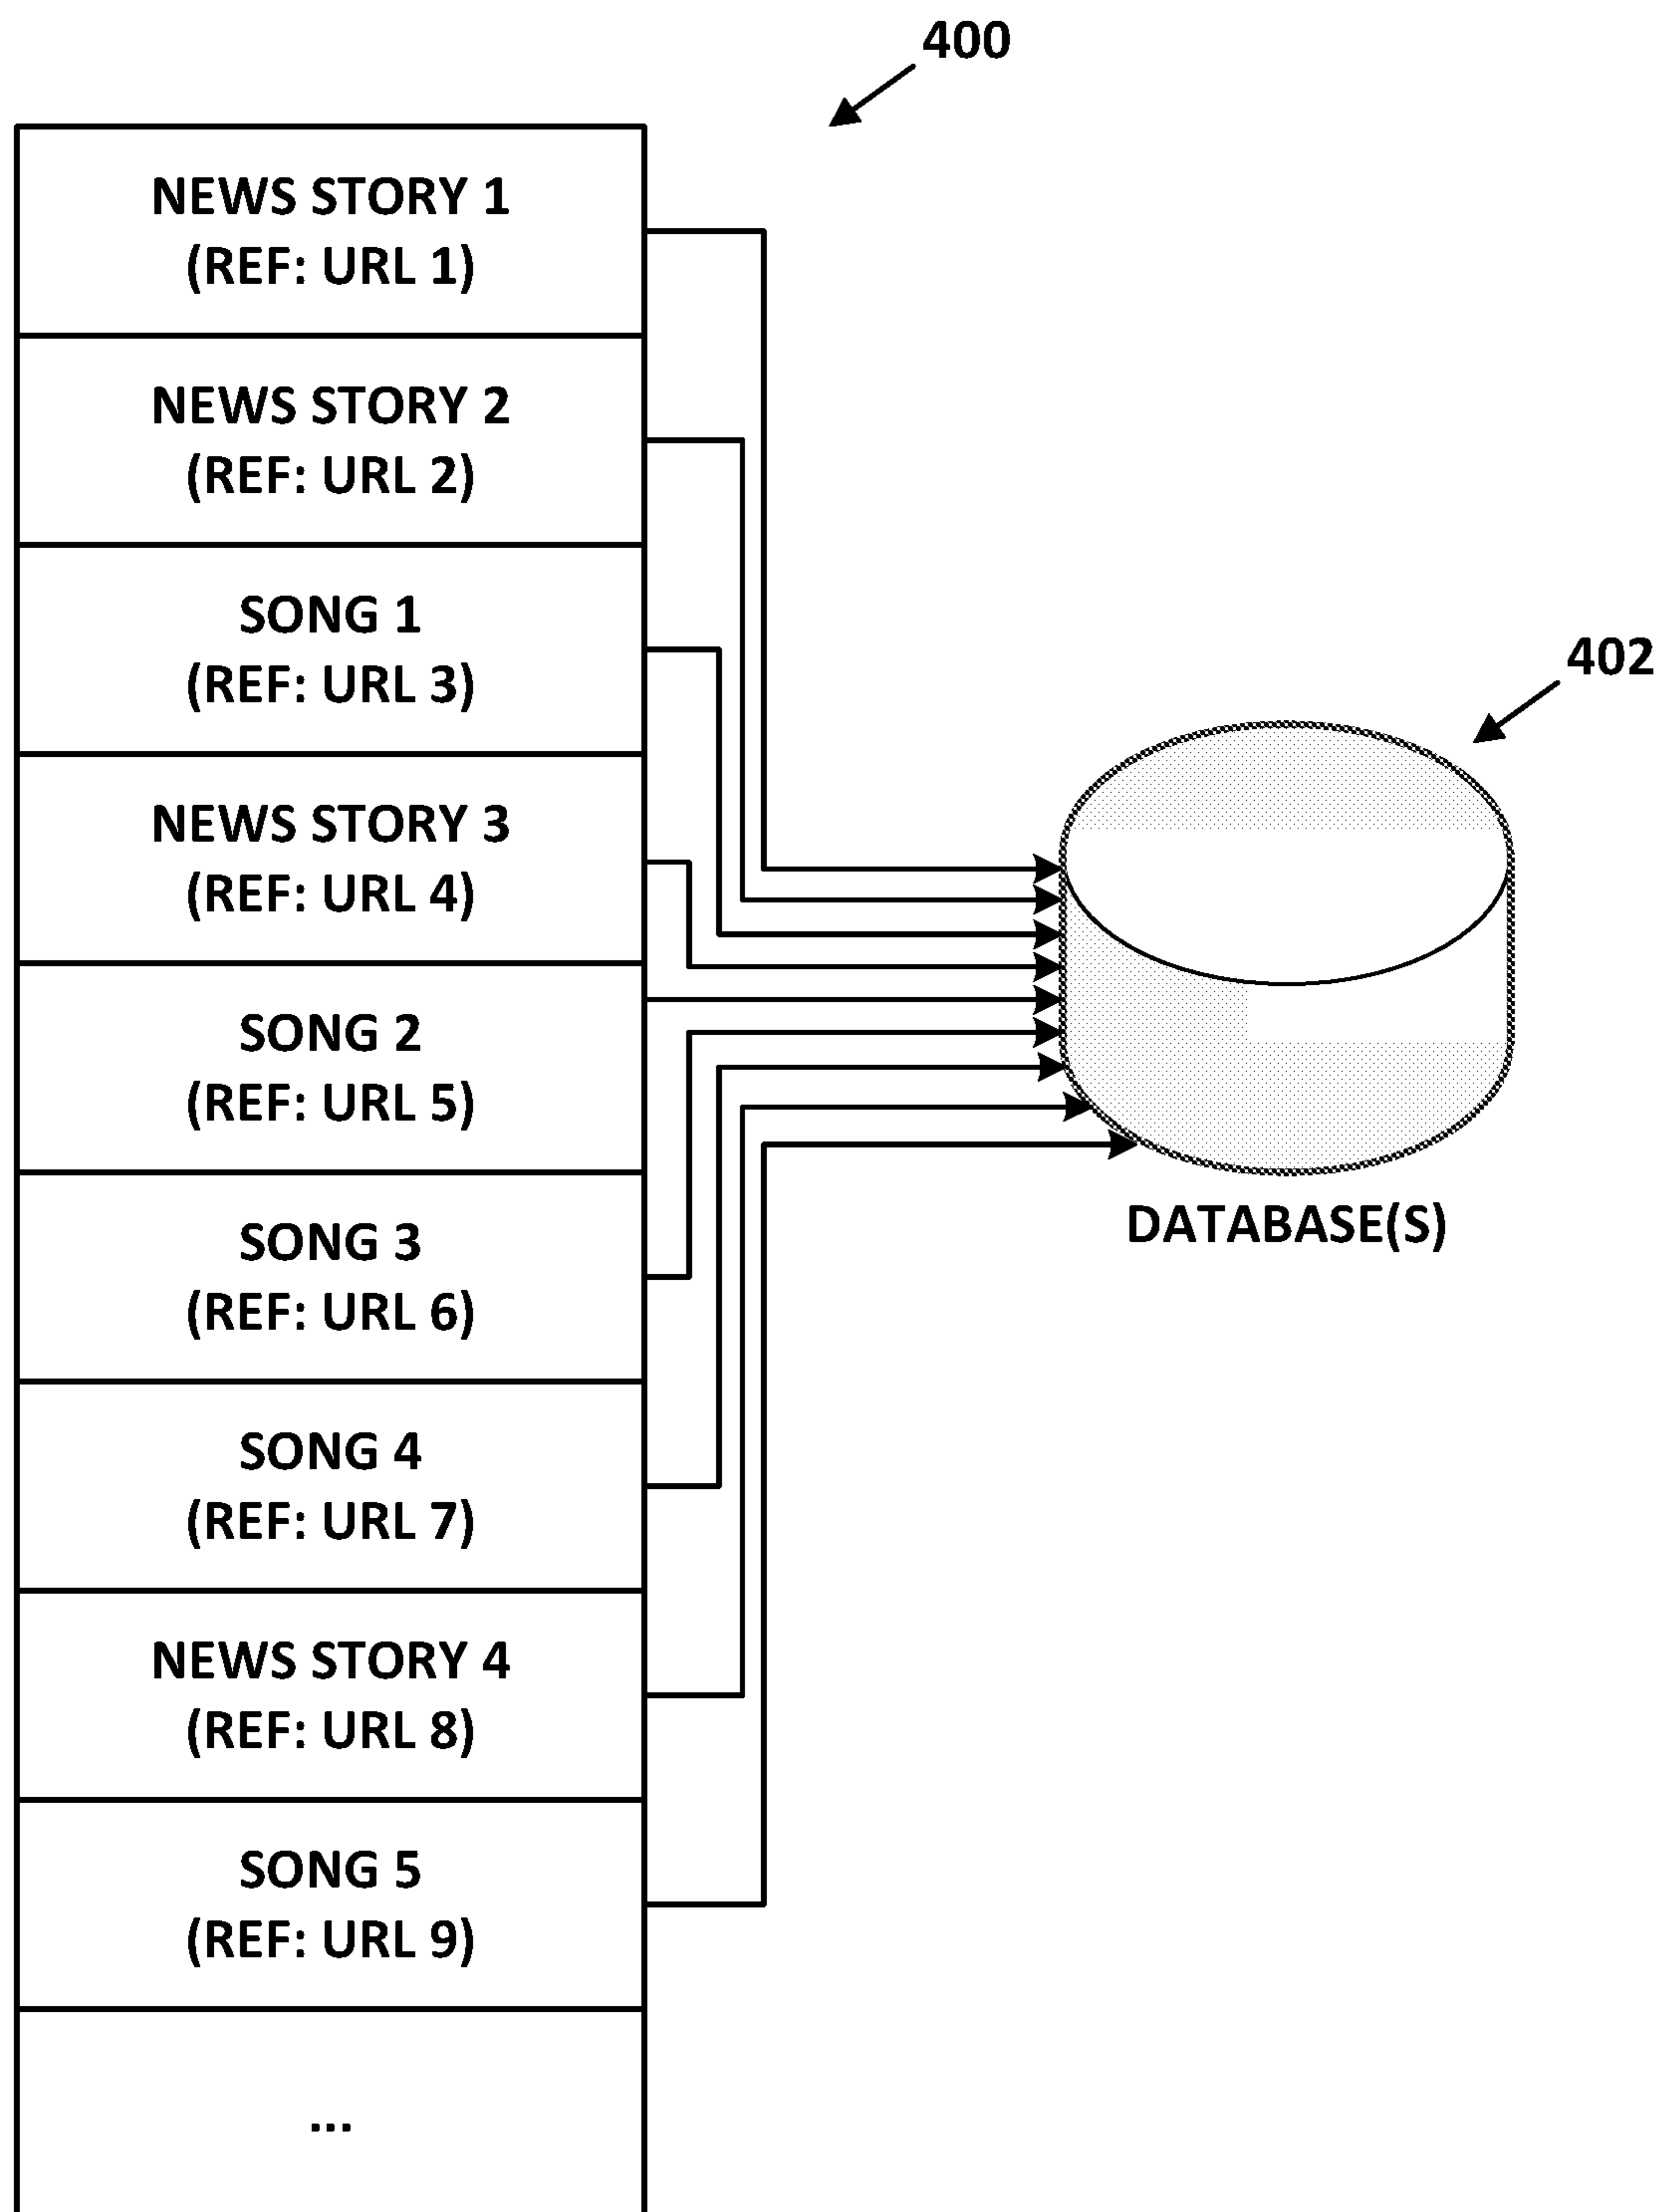 400
NEWS STORY 1
(REF: URL 1)
NEWS STORY 2
(REF: URL 2)
SONG 1
(REF: URL 3)
402
NEWS STORY 3
(REF: URL 4)
SONG 2
(REF: URL 5)
DATABASE(S)
SONG 3
(REF: URL 6)
SONG 4
(REF: URL 7)
NEWS STORY 4
(REF: URL 8)
SONG 5
(REF: URL 9)
...